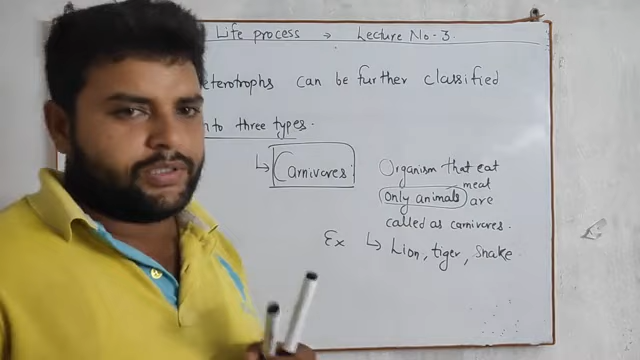 Life process → Lecture No-3.
eterotrophs can be further classified
nto three types.
↳ Carnivores:
Organism that eat
only animals meat are
called as carnivores.
Ex ↳ Lion, tiger, snake